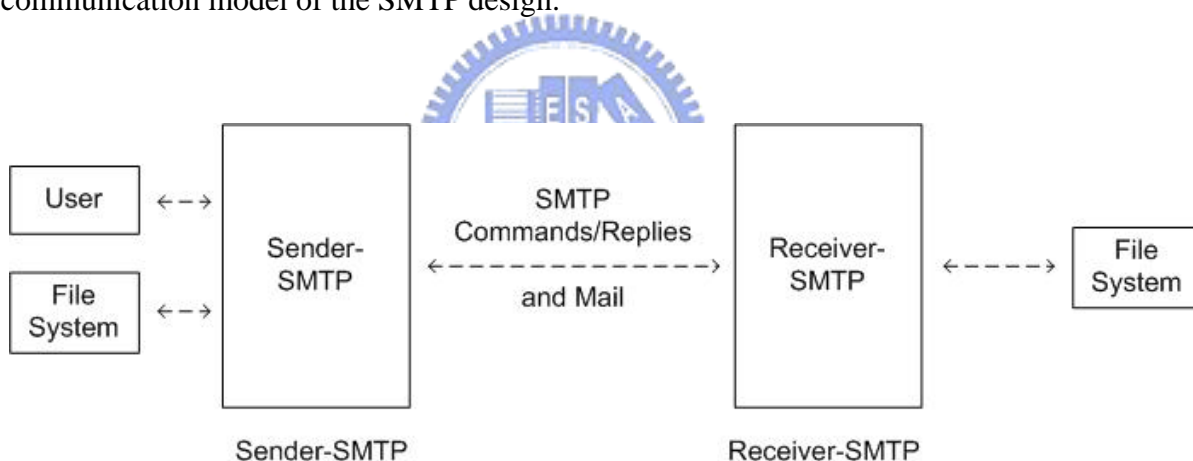 communication model of the SMTP design.
E S A
User
File
System
Sender-
SMTP
SMTP
Commands/Replies
and Mail
Receiver-
SMTP
File
System
Sender-SMTP
Receiver-SMTP